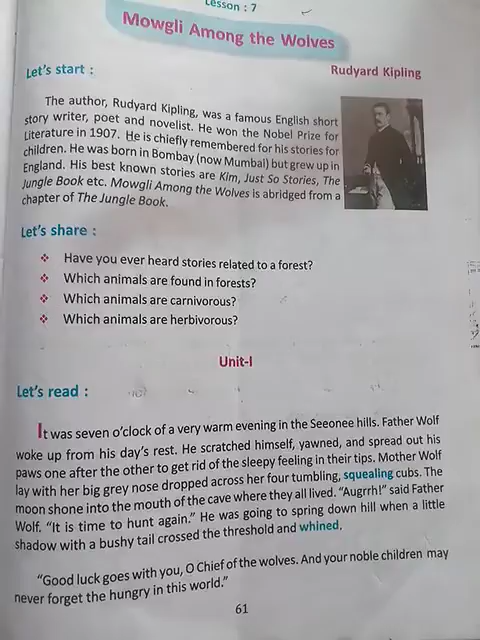 Lesson : 7
Mowgli Among the Wolves
Let's start :
Rudyard Kipling
The author, Rudyard Kipling, was a famous English short
story writer, poet and novelist. He won the Nobel Prize for
Literature in 1907. He is chiefly remembered for his stories for
children. He was born in Bombay (now Mumbai) but grew up in
England. His best known stories are Kim, Just So Stories, The
Jungle Book etc. Mowgli Among the Wolves is abridged from a
chapter of The Jungle Book.
Let's share :
❖ Have you ever heard stories related to a forest?
❖ Which animals are found in forests?
❖ Which animals are carnivorous?
❖ Which animals are herbivorous?
Unit-I
Let's read :
It was seven o'clock of a very warm evening in the Seeonee hills. Father Wolf
woke up from his day's rest. He scratched himself, yawned, and spread out his
paws one after the other to get rid of the sleepy feeling in their tips. Mother Wolf
lay with her big grey nose dropped across her four tumbling, squealing cubs. The
moon shone into the mouth of the cave where they all lived. "Augrrh!" said Father
Wolf. "It is time to hunt again." He was going to spring down hill when a little
shadow with a bushy tail crossed the threshold and whined.
"Good luck goes with you, O Chief of the wolves. And your noble children may
never forget the hungry in this world."
61